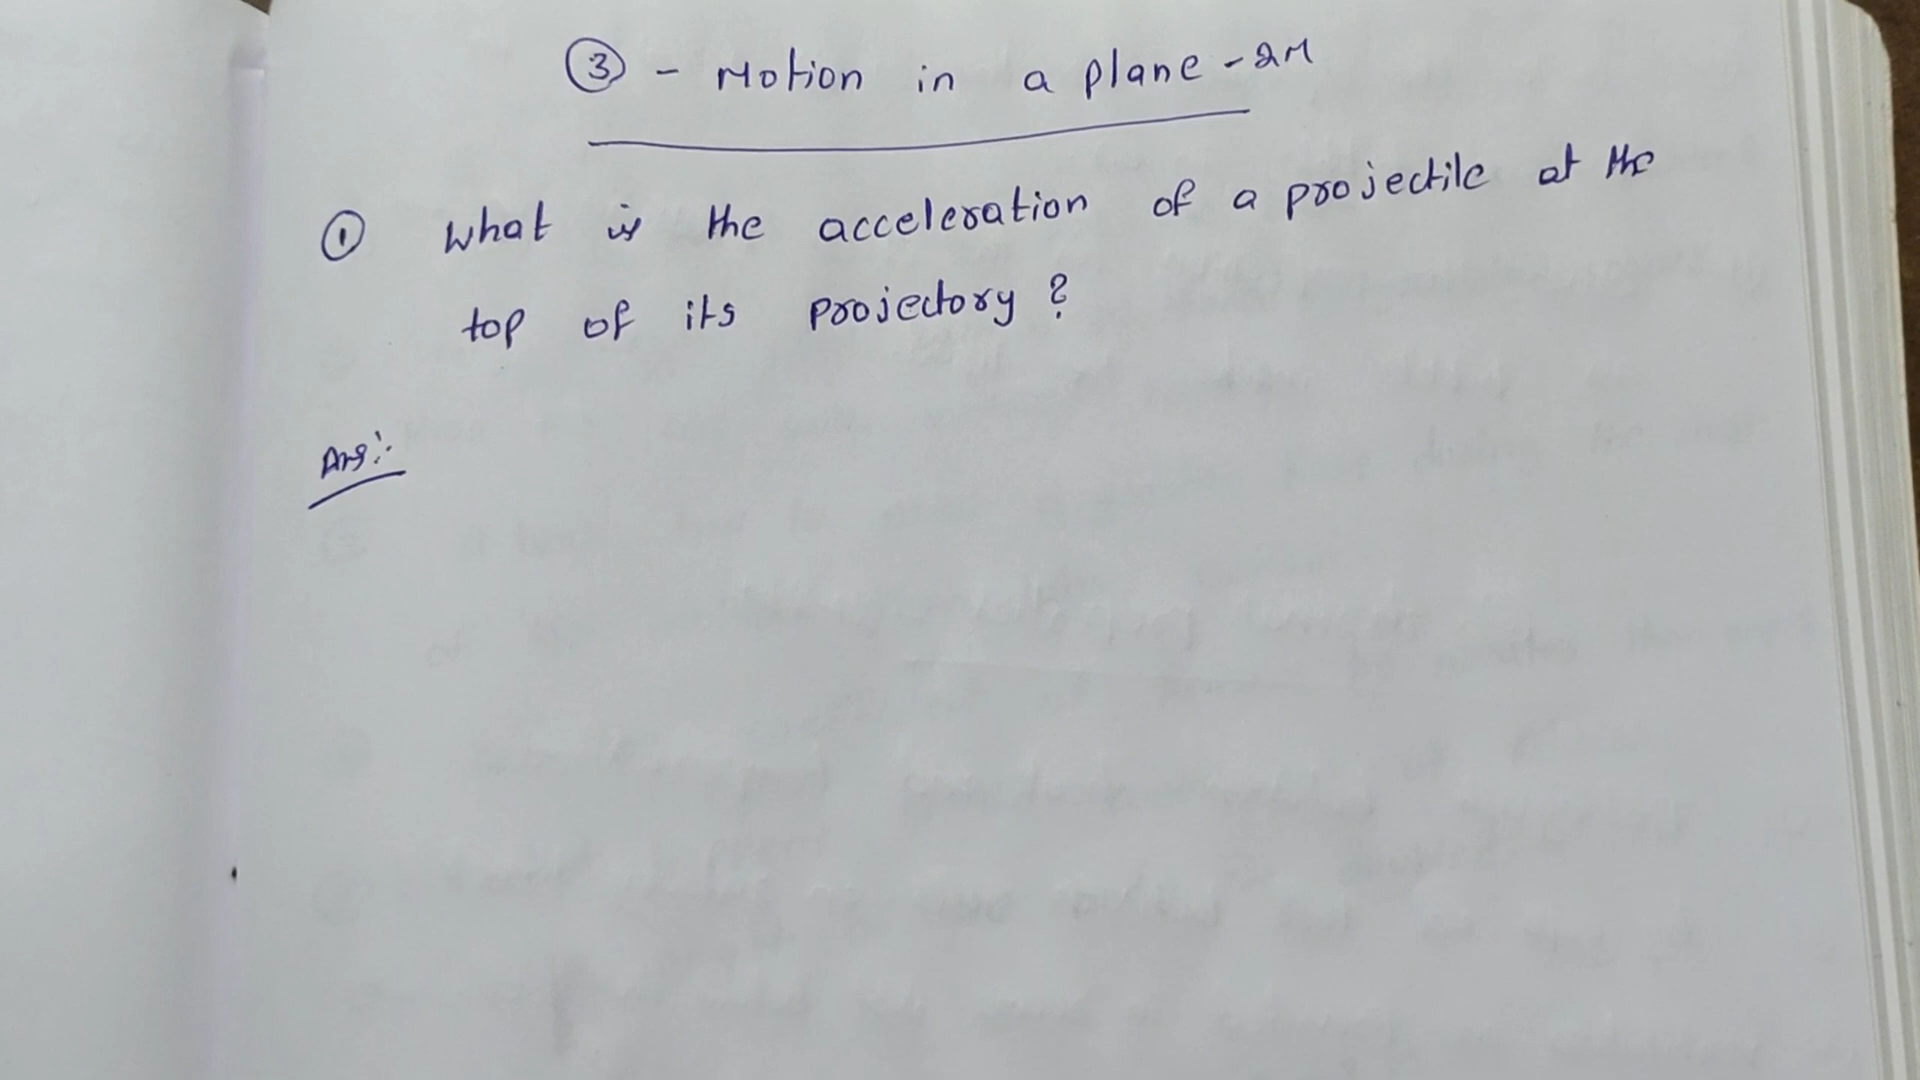 ③ - Motion in a plane - 2M
① What is the acceleration of a projectile at the
top of its projectory ?
Ans:-